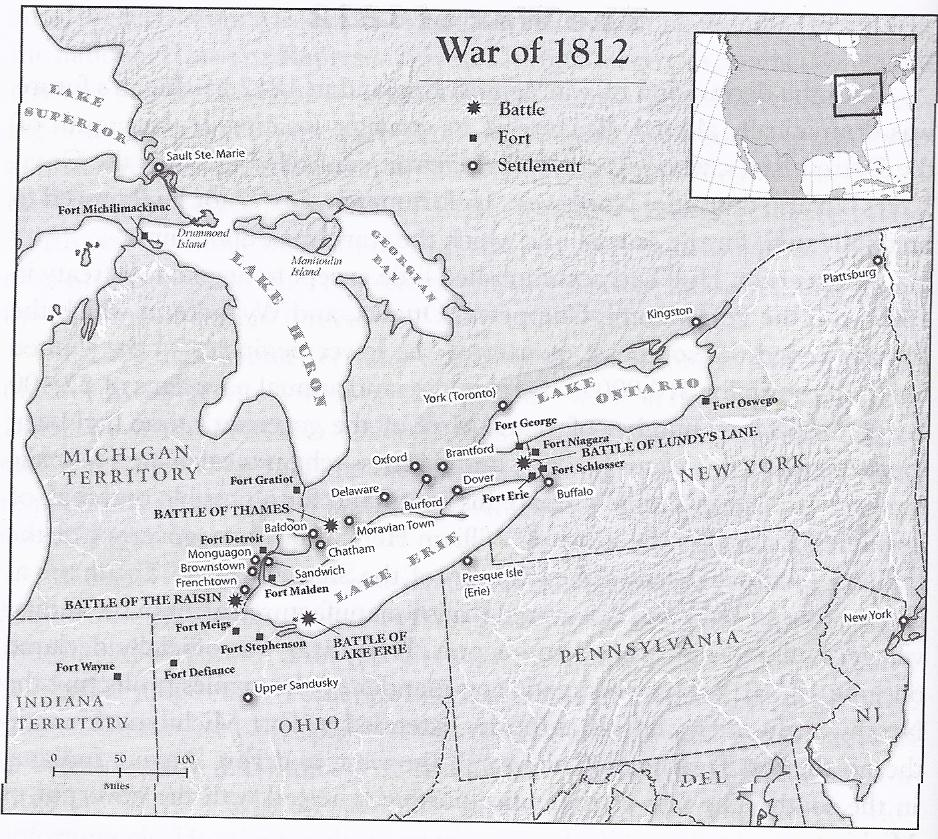 War of 1812
Battle
Fort
Settlement
LAKE
SUPERIOR
Sault Ste. Marie
Fort Michilimackinac
Drummond
Island
Manitoulin
Island
GEORGIAN
BAY
LAKE HURON
Plattsburg
Kingston
York (Toronto)
LAKE ONTARIO
Fort Oswego
Fort George
Fort Niagara
BATTLE OF LUNDY'S LANE
Fort Schlosser
Fort Erie
Buffalo
NEW YORK
MICHIGAN
TERRITORY
Oxford
Brantford
Fort Gratiot
Delaware
Burford
Dover
BATTLE OF THAMES
Baldoon
Moravian Town
Fort Detroit
Chatham
Monguagon
Brownstown
Sandwich
Frenchtown
Fort Malden
LAKE ERIE
Presque Isle
(Erie)
BATTLE OF THE RAISIN
Fort Meigs
Fort Stephenson
BATTLE OF
LAKE ERIE
New York
PENNSYLVANIA
Fort Wayne
Fort Defiance
Upper Sandusky
INDIANA
TERRITORY
OHIO
NJ
DEL
0 50 100
Miles